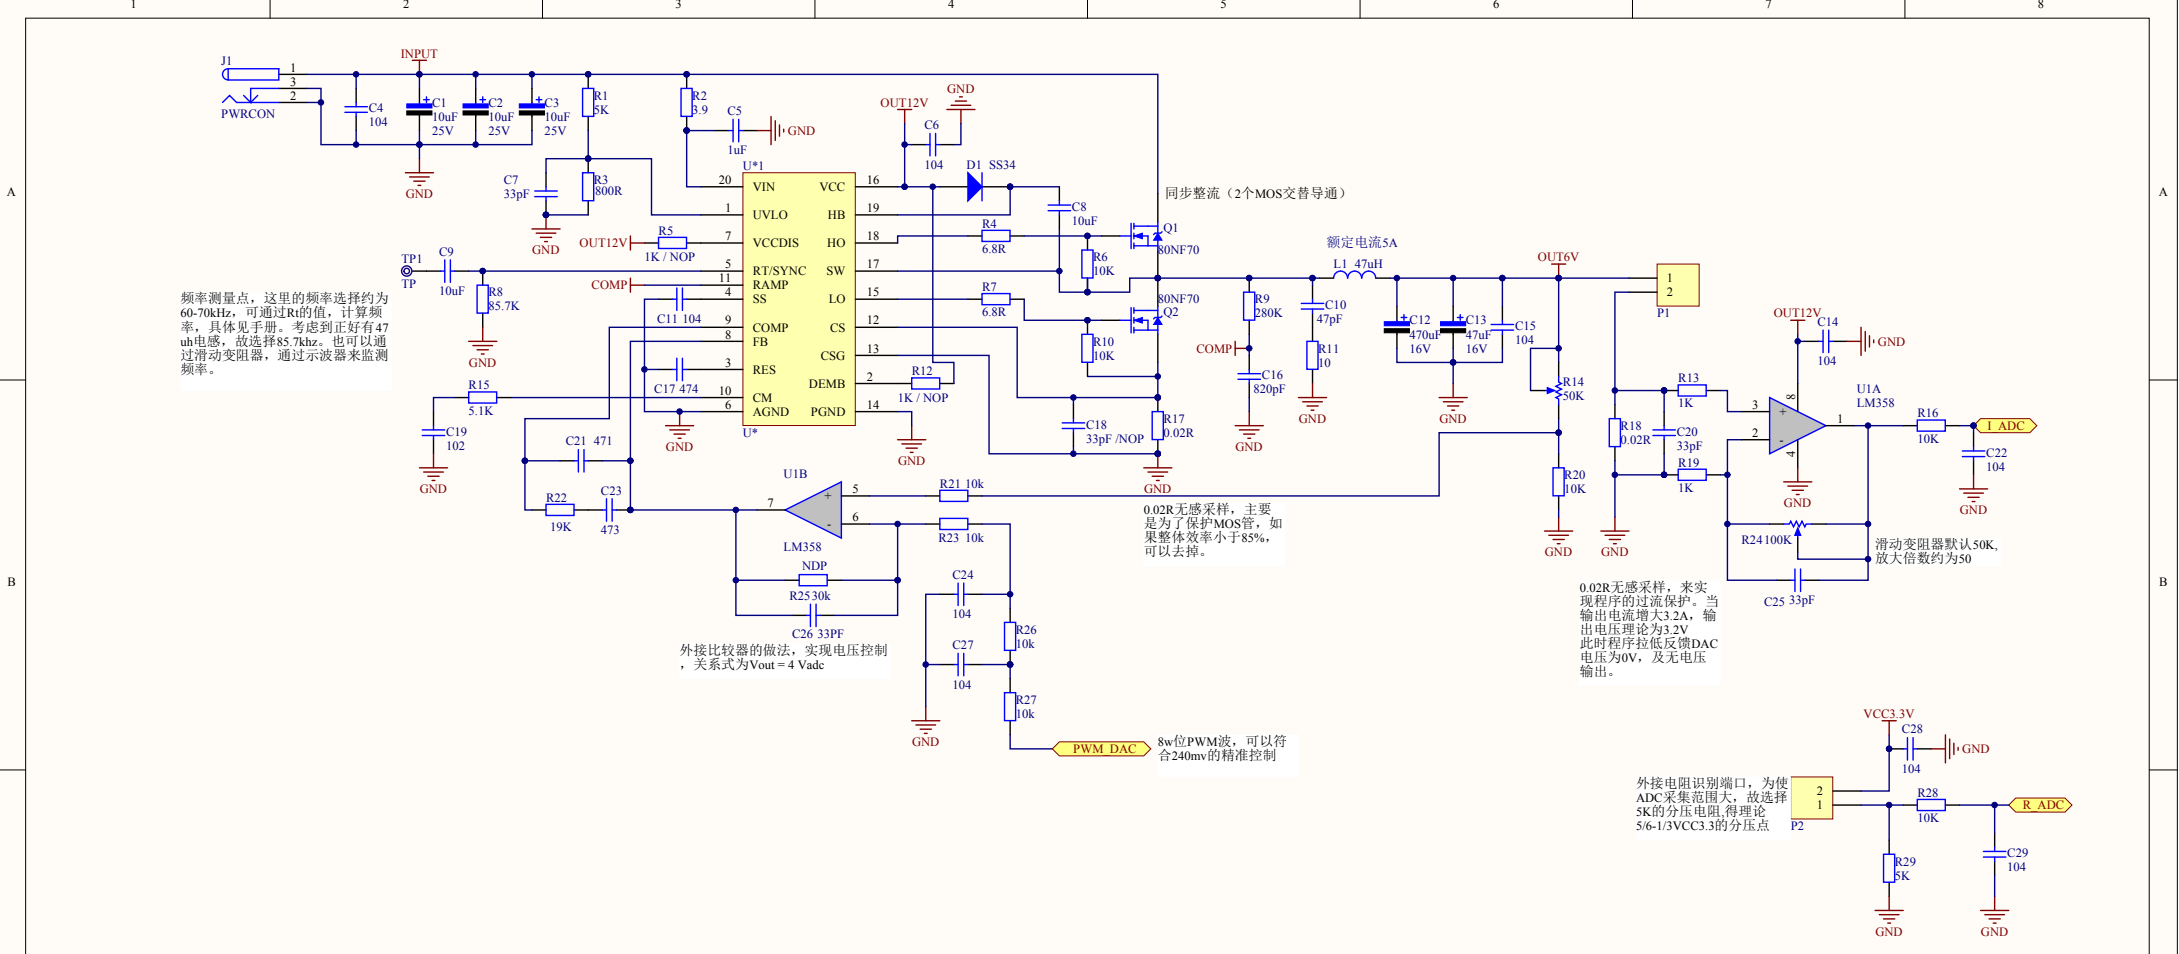 1 2 3 4 5 6 7 8
A
B
A
B
J1
1
3
2
PWRCON
INPUT
C4
104
C1
10uF
25V
C2
10uF
25V
C3
10uF
25V
R1
5K
R2
3.9
C5
1uF
GND
GND
C7
33pF
R3
800R
GND
OUT12V
R5
1K / NOP
TP1
TP
C9
10uF
R8
85.7K
GND
COMP
C11 104
C17 474
频率测量点，这里的频率选择约为
60-70kHz，可通过Rt的值，计算频
率，具体见手册。考虑到正好有47
uh电感，故选择85.7khz。也可以通
过滑动变阻器，通过示波器来监测
频率。
R15
5.1K
C19
102
GND
C21 471
R22
19K
C23
473
GND
U*1
20 VIN
1 UVLO
7 VCCDIS
5 RT/SYNC
11 RAMP
4 SS
9 COMP
8 FB
3 RES
10 CM
6 AGND
VCC 16
HB 19
HO 18
SW 17
LO 15
CS 12
CSG 13
DEMB 2
PGND 14
U*
OUT12V
GND
C6
104
D1 SS34
C8
10uF
R4
6.8R
R6
10K
R7
6.8R
R10
10K
R12
1K / NOP
GND
同步整流（2个MOS交替导通）
Q1
80NF70
80NF70
Q2
C18
33pF /NOP
R17
0.02R
GND
0.02R无感采样，主要
是为了保护MOS管，如
果整体效率小于85%，
可以去掉。
R9
280K
COMP
C16
820pF
GND
C10
47pF
R11
10
GND
额定电流5A
L1 47uH
C12
470uF
16V
C13
47uF
16V
C15
104
GND
OUT6V
R14
50K
R20
10K
GND
1
2
P1
R18
0.02R
GND
R13
1K
C20
33pF
R19
1K
OUT12V
C14
104
GND
U1A
LM358
3
2
8
4
1
+
-
GND
R16
10K
I_ADC
C22
104
GND
R24 100K
C25 33pF
滑动变阻器默认50K,
放大倍数约为50
0.02R无感采样，来实
现程序的过流保护。当
输出电流增大3.2A，输
出电压理论为3.2V
此时程序拉低反馈DAC
电压为0V，及无电压
输出。
U1B
7
5
6
+
-
LM358
R21 10k
R23 10k
NDP
R25 30k
C26 33PF
外接比较器的做法，实现电压控制
，关系式为Vout = 4 Vadc
C24
104
C27
104
R26
10k
R27
10k
GND
PWM_DAC
8w位PWM波，可以符
合240mv的精准控制
VCC3.3V
C28
104
GND
外接电阻识别端口，为使
ADC采集范围大，故选择
5K的分压电阻,得理论
5/6-1/3VCC3.3的分压点
2
1
P2
R28
10K
R_ADC
R29
5K
GND
C29
104
GND